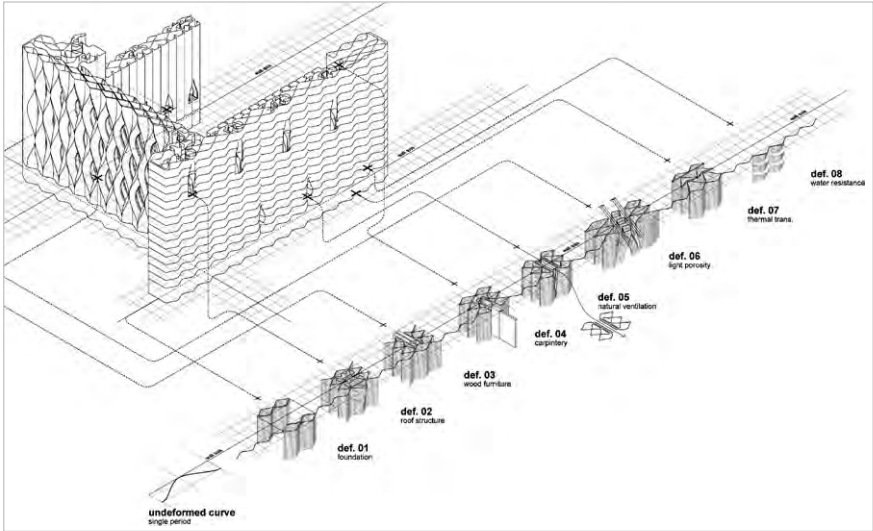 def. 08
water resistance
def. 07
thermal trans.
def. 06
light porosity
def. 05
natural ventilation
def. 04
carpintery
def. 03
wood furniture
def. 02
roof structure
def. 01
foundation
undeformed curve
single period